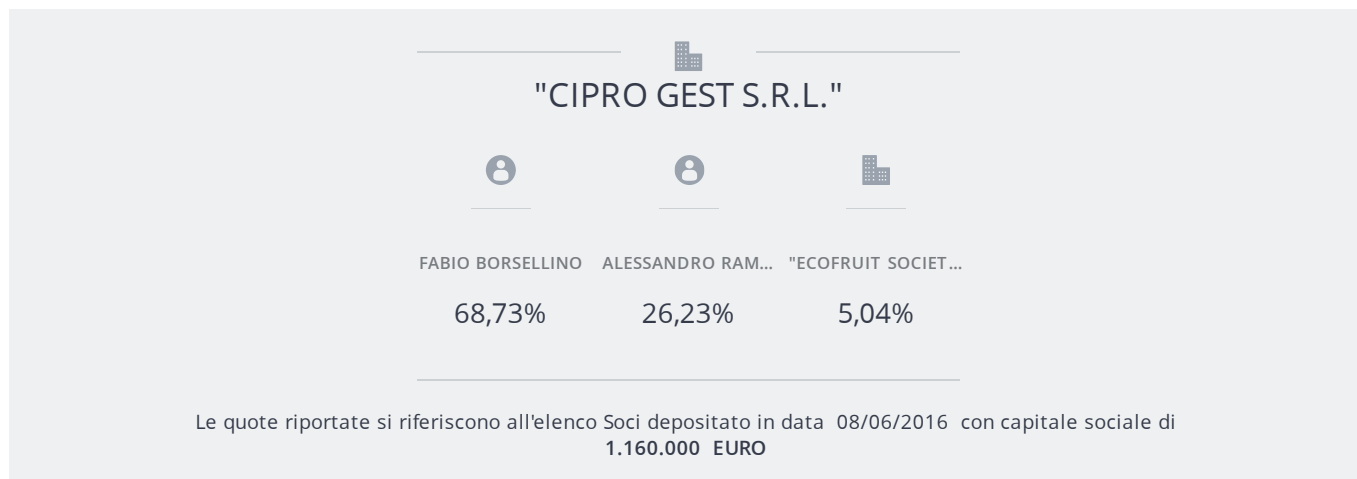 "CIPRO GEST S.R.L."
FABIO BORSELLINO ALESSANDRO RAM... "ECOFRUIT SOCIET...
68,73% 26,23% 5,04%
Le quote riportate si riferiscono all'elenco Soci depositato in data 08/06/2016 con capitale sociale di
1.160.000 EURO